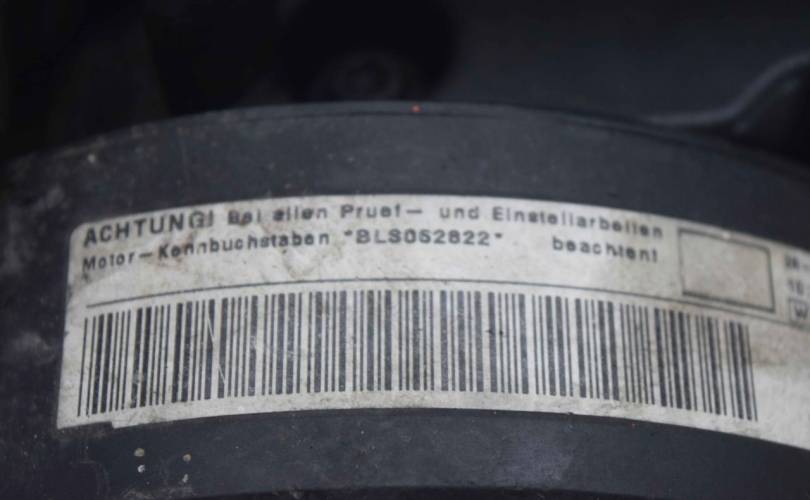 ACHTUNG! Bei allen Pruef— und Einstellarbeiten
Motor—Kennbuchstaben "BLS052822" beachten!